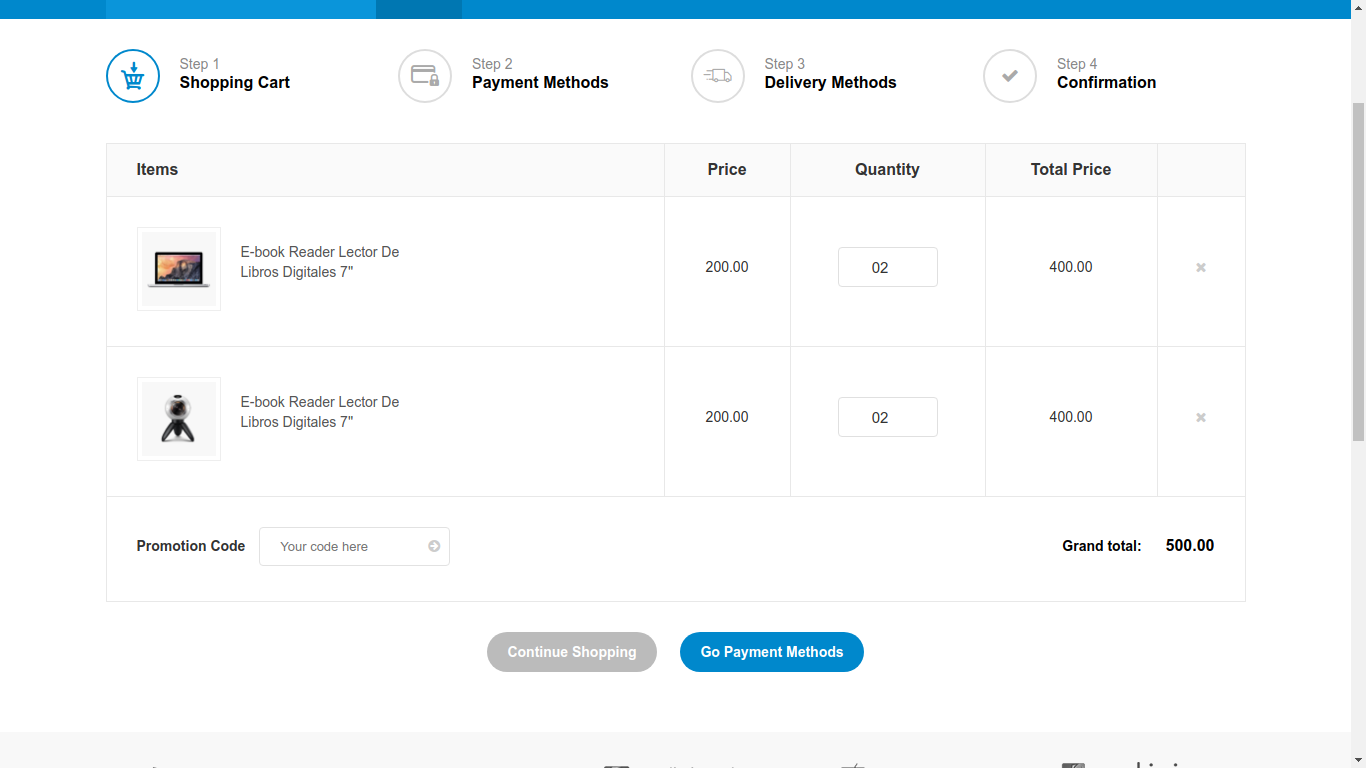 Step 1
Shopping Cart
Step 2
Payment Methods
Step 3
Delivery Methods
Step 4
Confirmation
Items Price Quantity Total Price
E-book Reader Lector De
Libros Digitales 7"
200.00 02 400.00
E-book Reader Lector De
Libros Digitales 7"
200.00 02 400.00
Promotion Code Your code here Grand total: 500.00
Continue Shopping Go Payment Methods